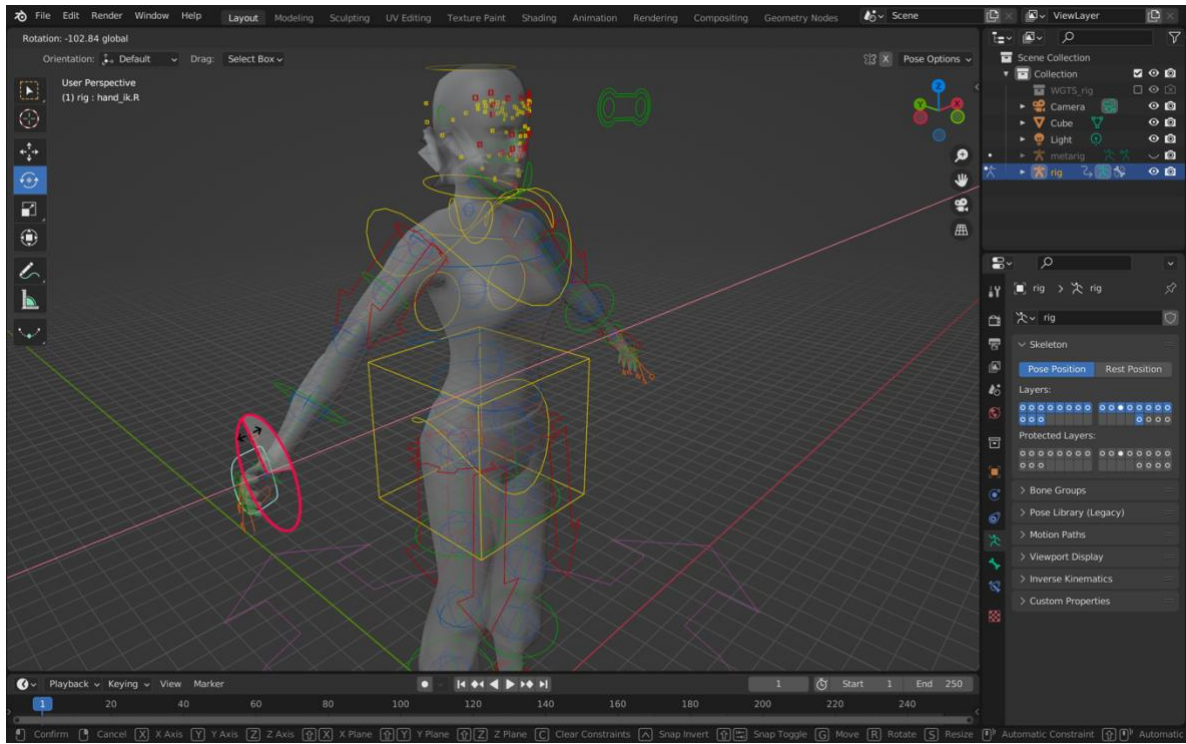 File Edit Render Window Help Layout Modeling Sculpting UV Editing Texture Paint Shading Animation Rendering Compositing Geometry Nodes Scene ViewLayer
Rotation: -102.84 global
Orientation: Default Drag: Select Box X Pose Options
User Perspective
(1) rig : hand_ik.R
Z
Y X
Scene Collection
Collection
WGTS_rig
Camera
Cube
Light
metarig
rig
rig > rig
rig
Skeleton
Pose Position Rest Position
Layers:
Protected Layers:
Bone Groups
Pose Library (Legacy)
Motion Paths
Viewport Display
Inverse Kinematics
Custom Properties
Playback Keying View Marker 1 Start 1 End 250
1 20 40 60 80 100 120 140 160 180 200 220 240
Confirm Cancel X X Axis Y Y Axis Z Z Axis X X Plane Y Y Plane Z Z Plane C Clear Constraints Snap Invert Snap Toggle G Move R Rotate S Resize Automatic Constraint Automatic